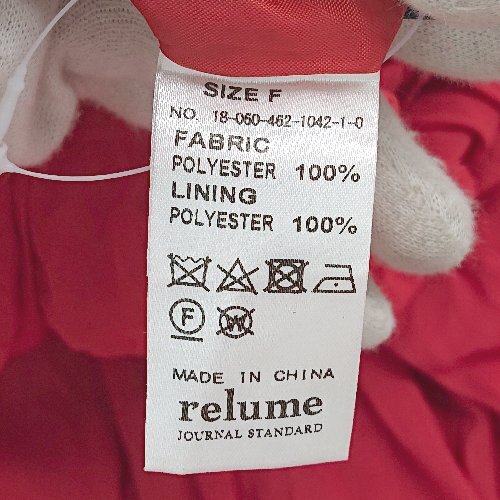 SIZE F
NO. 18-060-462-1042-1-0
FABRIC
POLYESTER 100%
LINING
POLYESTER 100%
F W
MADE IN CHINA
relume
JOURNAL STANDARD